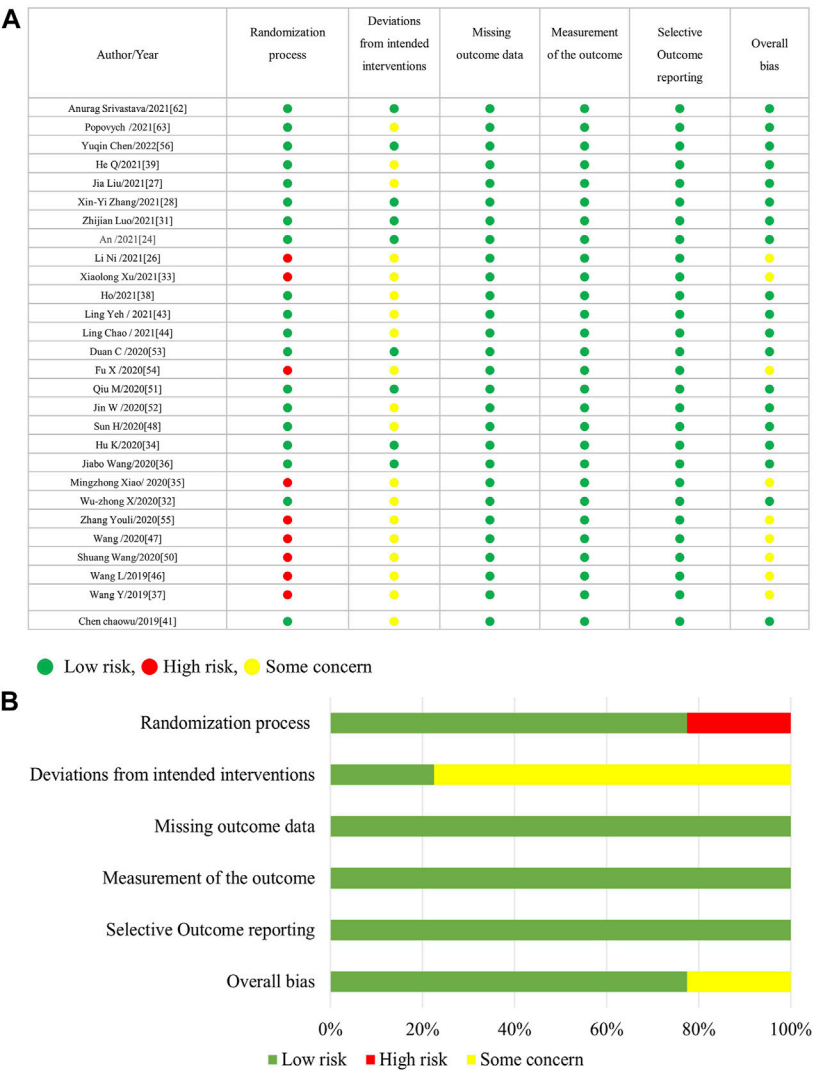 A
Author/Year
Randomization
process
Deviations
from intended
interventions
Missing
outcome data
Measurement
of the outcome
Selective
Outcome
reporting
Overall
bias
Anurag Srivastava/2021[62]
Popovych /2021[63]
Yuqin Chen/2022[56]
He Q/2021[39]
Jia Liu/2021[27]
Xin-Yi Zhang/2021[28]
Zhijian Luo/2021[31]
An /2021[24]
Li Ni /2021[26]
Xiaolong Xu/2021[33]
Ho/2021[38]
Ling Yeh / 2021[43]
Ling Chao / 2021[44]
Duan C /2020[53]
Fu X /2020[54]
Qiu M/2020[51]
Jin W /2020[52]
Sun H/2020[48]
Hu K/2020[34]
Jiabo Wang/2020[36]
Mingzhong Xiao/ 2020[35]
Wu-zhong X/2020[32]
Zhang Youli/2020[55]
Wang /2020[47]
Shuang Wang/2020[50]
Wang L/2019[46]
Wang Y/2019[37]
Chen chaowu/2019[41]
Low risk, High risk, Some concern
B
Randomization process
Deviations from intended interventions
Missing outcome data
Measurement of the outcome
Selective Outcome reporting
Overall bias
0% 20% 40% 60% 80% 100%
Low risk High risk Some concern